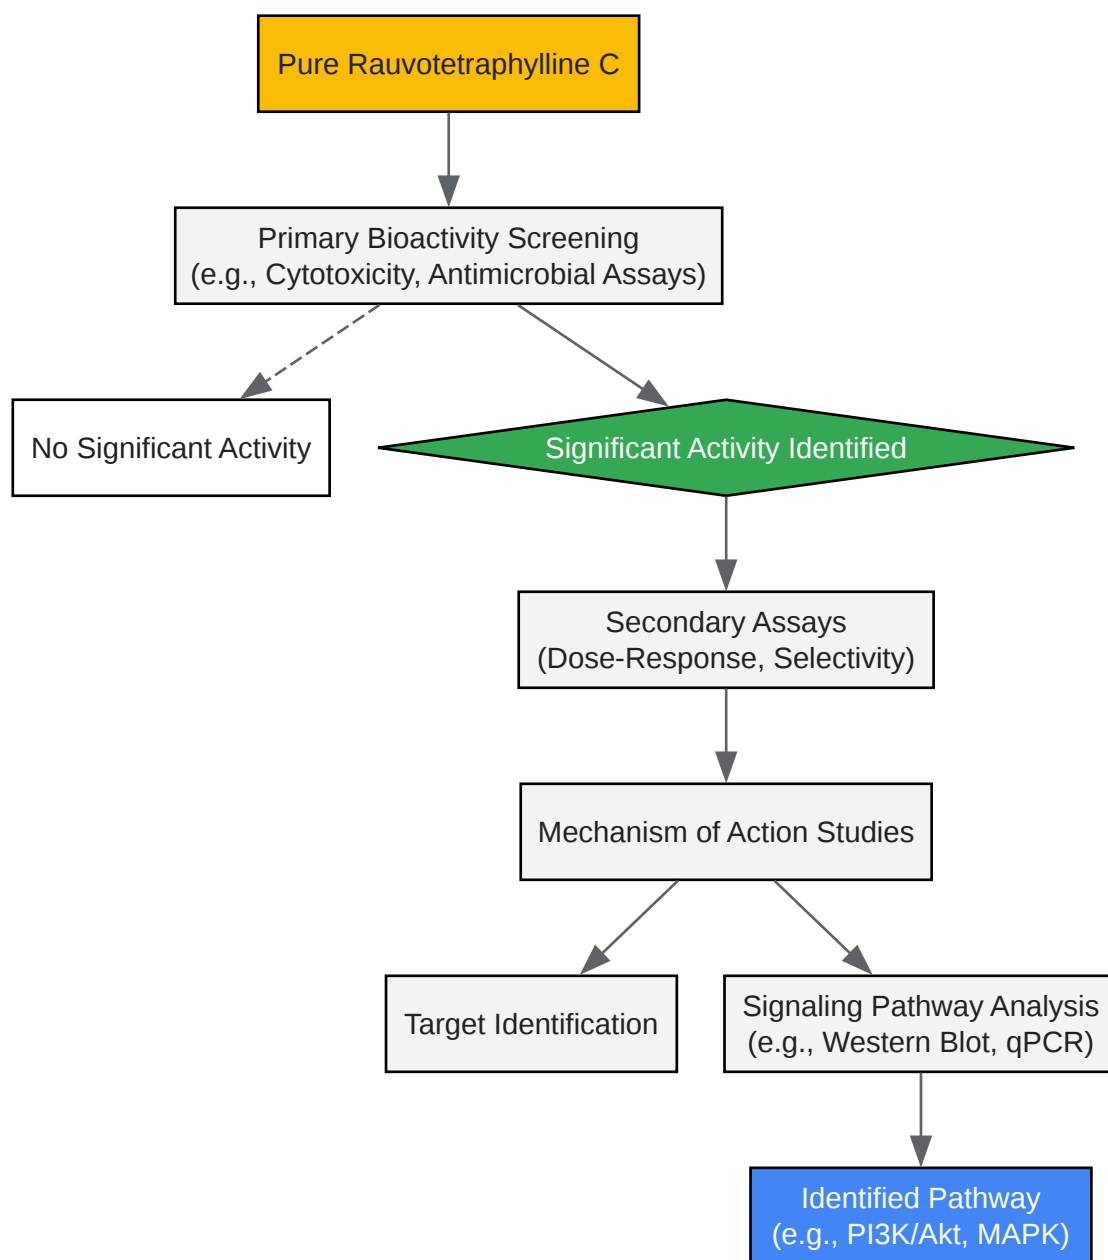 Pure Rauvotetraphylline C
Primary Bioactivity Screening
(e.g., Cytotoxicity, Antimicrobial Assays)
No Significant Activity
Significant Activity Identified
Secondary Assays
(Dose-Response, Selectivity)
Mechanism of Action Studies
Target Identification
Signaling Pathway Analysis
(e.g., Western Blot, qPCR)
Identified Pathway
(e.g., PI3K/Akt, MAPK)